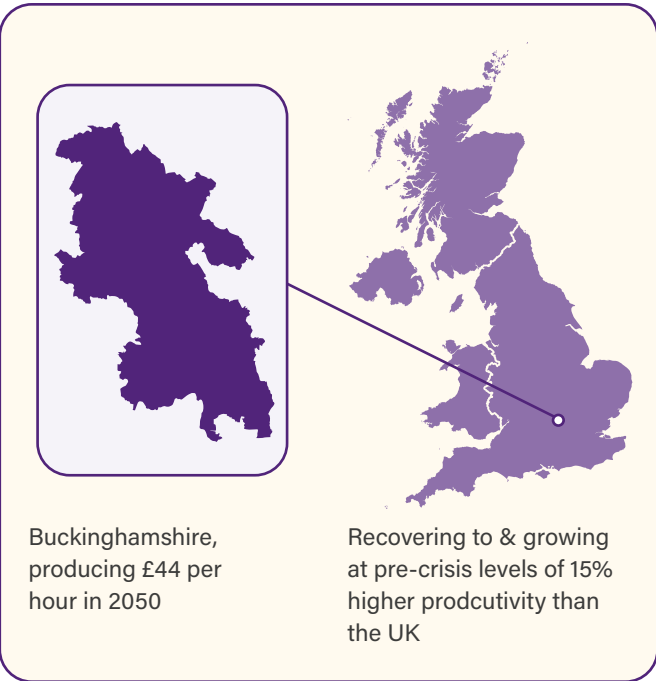 Buckinghamshire,
producing £44 per
hour in 2050
Recovering to & growing
at pre-crisis levels of 15%
higher prodcutivity than
the UK